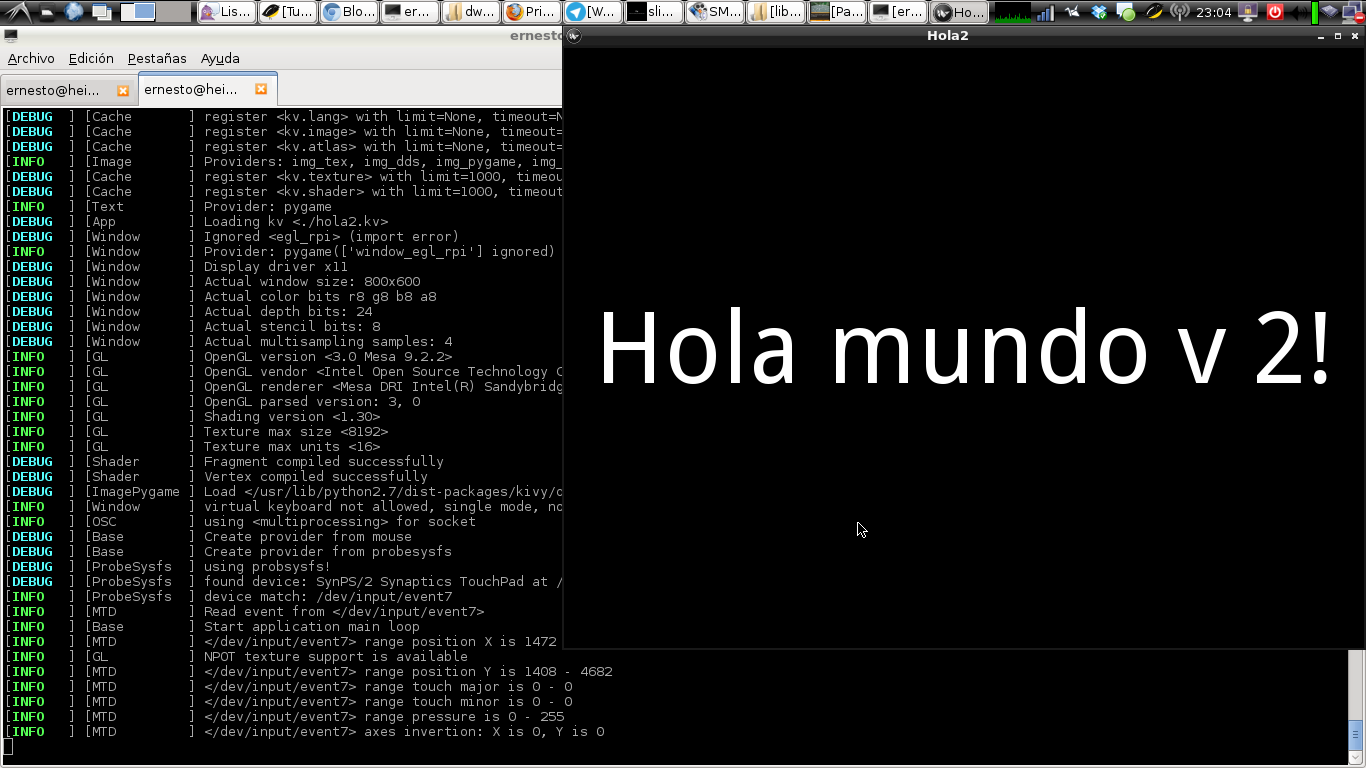 Lis...
[Tu...
Blo...
er...
dw...
Pri...
[W...
sli...
SM...
[lib...
[Pa...
[er...
Ho...
23:04
ernesto
Hola2
Archivo Edición Pestañas Ayuda
ernesto@hei... ernesto@hei...
[DEBUG ] [Cache ] register <kv.lang> with limit=None, timeout=N
[DEBUG ] [Cache ] register <kv.image> with limit=None, timeout=
[DEBUG ] [Cache ] register <kv.atlas> with limit=None, timeout=
[INFO ] [Image ] Providers: img_tex, img_dds, img_pygame, img_
[DEBUG ] [Cache ] register <kv.texture> with limit=1000, timeou
[DEBUG ] [Cache ] register <kv.shader> with limit=1000, timeout
[INFO ] [Text ] Provider: pygame
[DEBUG ] [App ] Loading kv <./hola2.kv>
[DEBUG ] [Window ] Ignored <egl_rpi> (import error)
[INFO ] [Window ] Provider: pygame(['window_egl_rpi'] ignored)
[DEBUG ] [Window ] Display driver x11
[DEBUG ] [Window ] Actual window size: 800x600
[DEBUG ] [Window ] Actual color bits r8 g8 b8 a8
[DEBUG ] [Window ] Actual depth bits: 24
[DEBUG ] [Window ] Actual stencil bits: 8
[DEBUG ] [Window ] Actual multisampling samples: 4
[INFO ] [GL ] OpenGL version <3.0 Mesa 9.2.2>
[INFO ] [GL ] OpenGL vendor <Intel Open Source Technology C
[INFO ] [GL ] OpenGL renderer <Mesa DRI Intel(R) Sandybridg
[INFO ] [GL ] OpenGL parsed version: 3, 0
[INFO ] [GL ] Shading version <1.30>
[INFO ] [GL ] Texture max size <8192>
[INFO ] [GL ] Texture max units <16>
[DEBUG ] [Shader ] Fragment compiled successfully
[DEBUG ] [Shader ] Vertex compiled successfully
[DEBUG ] [ImagePygame ] Load </usr/lib/python2.7/dist-packages/kivy/d
[INFO ] [Window ] virtual keyboard not allowed, single mode, no
[INFO ] [OSC ] using <multiprocessing> for socket
[DEBUG ] [Base ] Create provider from mouse
[DEBUG ] [Base ] Create provider from probesysfs
[DEBUG ] [ProbeSysfs ] using probsysfs!
[DEBUG ] [ProbeSysfs ] found device: SynPS/2 Synaptics TouchPad at /
[INFO ] [ProbeSysfs ] device match: /dev/input/event7
[INFO ] [MTD ] Read event from </dev/input/event7>
[INFO ] [Base ] Start application main loop
[INFO ] [MTD ] </dev/input/event7> range position X is 1472
[INFO ] [GL ] NPOT texture support is available
[INFO ] [MTD ] </dev/input/event7> range position Y is 1408 - 4682
[INFO ] [MTD ] </dev/input/event7> range touch major is 0 - 0
[INFO ] [MTD ] </dev/input/event7> range touch minor is 0 - 0
[INFO ] [MTD ] </dev/input/event7> range pressure is 0 - 255
[INFO ] [MTD ] </dev/input/event7> axes invertion: X is 0, Y is 0
Hola mundo v 2!